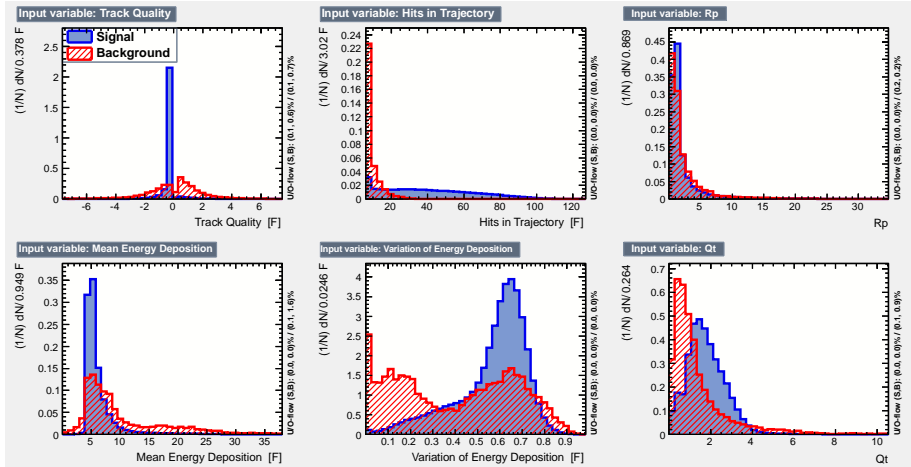 Input variable: Track Quality
(1/N) dN/ 0.378 F
2.5
2
1.5
1
0.5
0
Signal
Background
-6 -4 -2 0 2 4 6
Track Quality [F]
U/O-flow (S,B): (0.1, 0.6)% / (0.1, 0.7)%
Input variable: Hits in Trajectory
(1/N) dN/ 3.02 F
0.24
0.22
0.2
0.18
0.16
0.14
0.12
0.1
0.08
0.06
0.04
0.02
0
20 40 60 80 100 120
Hits in Trajectory [F]
U/O-flow (S,B): (0.0, 0.0)% / (0.0, 0.0)%
Input variable: Rp
(1/N) dN/ 0.869
0.45
0.4
0.35
0.3
0.25
0.2
0.15
0.1
0.05
0
5 10 15 20 25 30
Rp
U/O-flow (S,B): (0.0, 0.0)% / (0.2, 0.2)%
Input variable: Mean Energy Deposition
(1/N) dN/ 0.949 F
0.35
0.3
0.25
0.2
0.15
0.1
0.05
0
5 10 15 20 25 30 35
Mean Energy Deposition [F]
U/O-flow (S,B): (0.0, 0.0)% / (0.1, 1.6)%
Input variable: Variation of Energy Deposition
(1/N) dN/ 0.0246 F
4
3.5
3
2.5
2
1.5
1
0.5
0
0.1 0.2 0.3 0.4 0.5 0.6 0.7 0.8 0.9
Variation of Energy Deposition [F]
U/O-flow (S,B): (0.0, 0.0)% / (0.0, 0.0)%
Input variable: Qt
(1/N) dN/ 0.264
0.7
0.6
0.5
0.4
0.3
0.2
0.1
0
2 4 6 8 10
Qt
U/O-flow (S,B): (0.0, 0.0)% / (0.1, 0.9)%